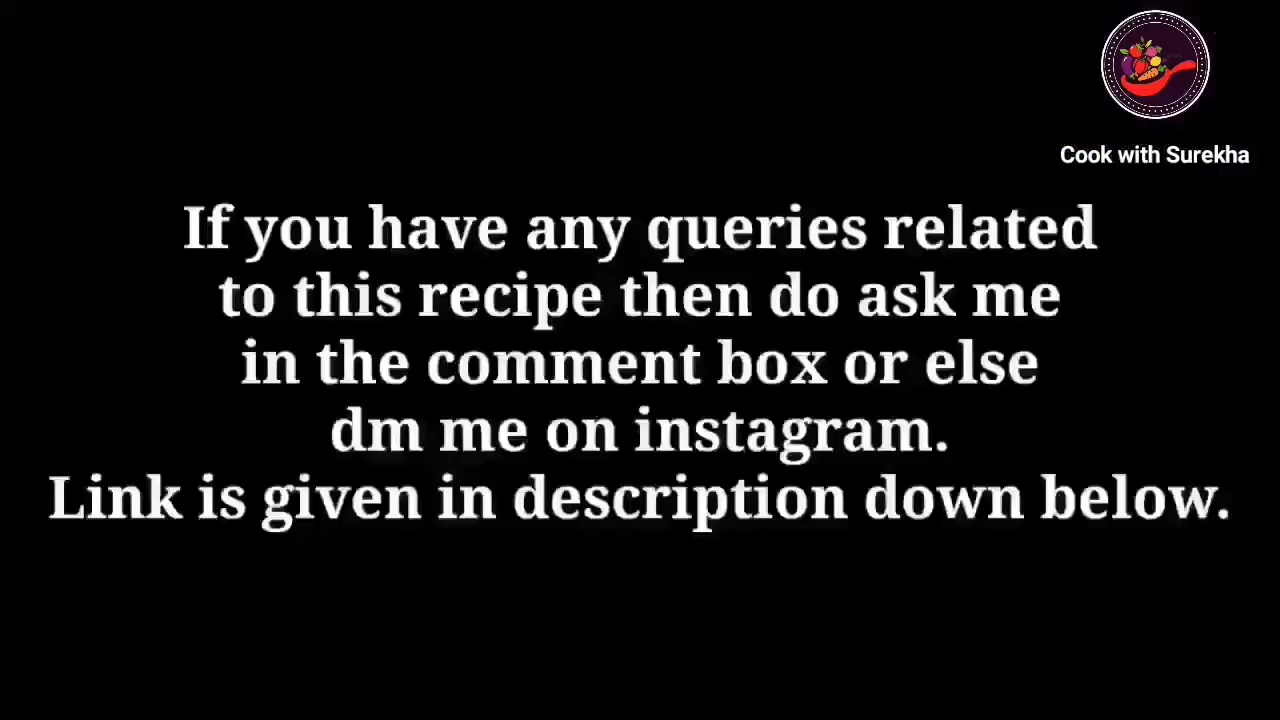 Cook with Surekha
If you have any queries related
to this recipe then do ask me
in the comment box or else
dm me on instagram.
Link is given in description down below.